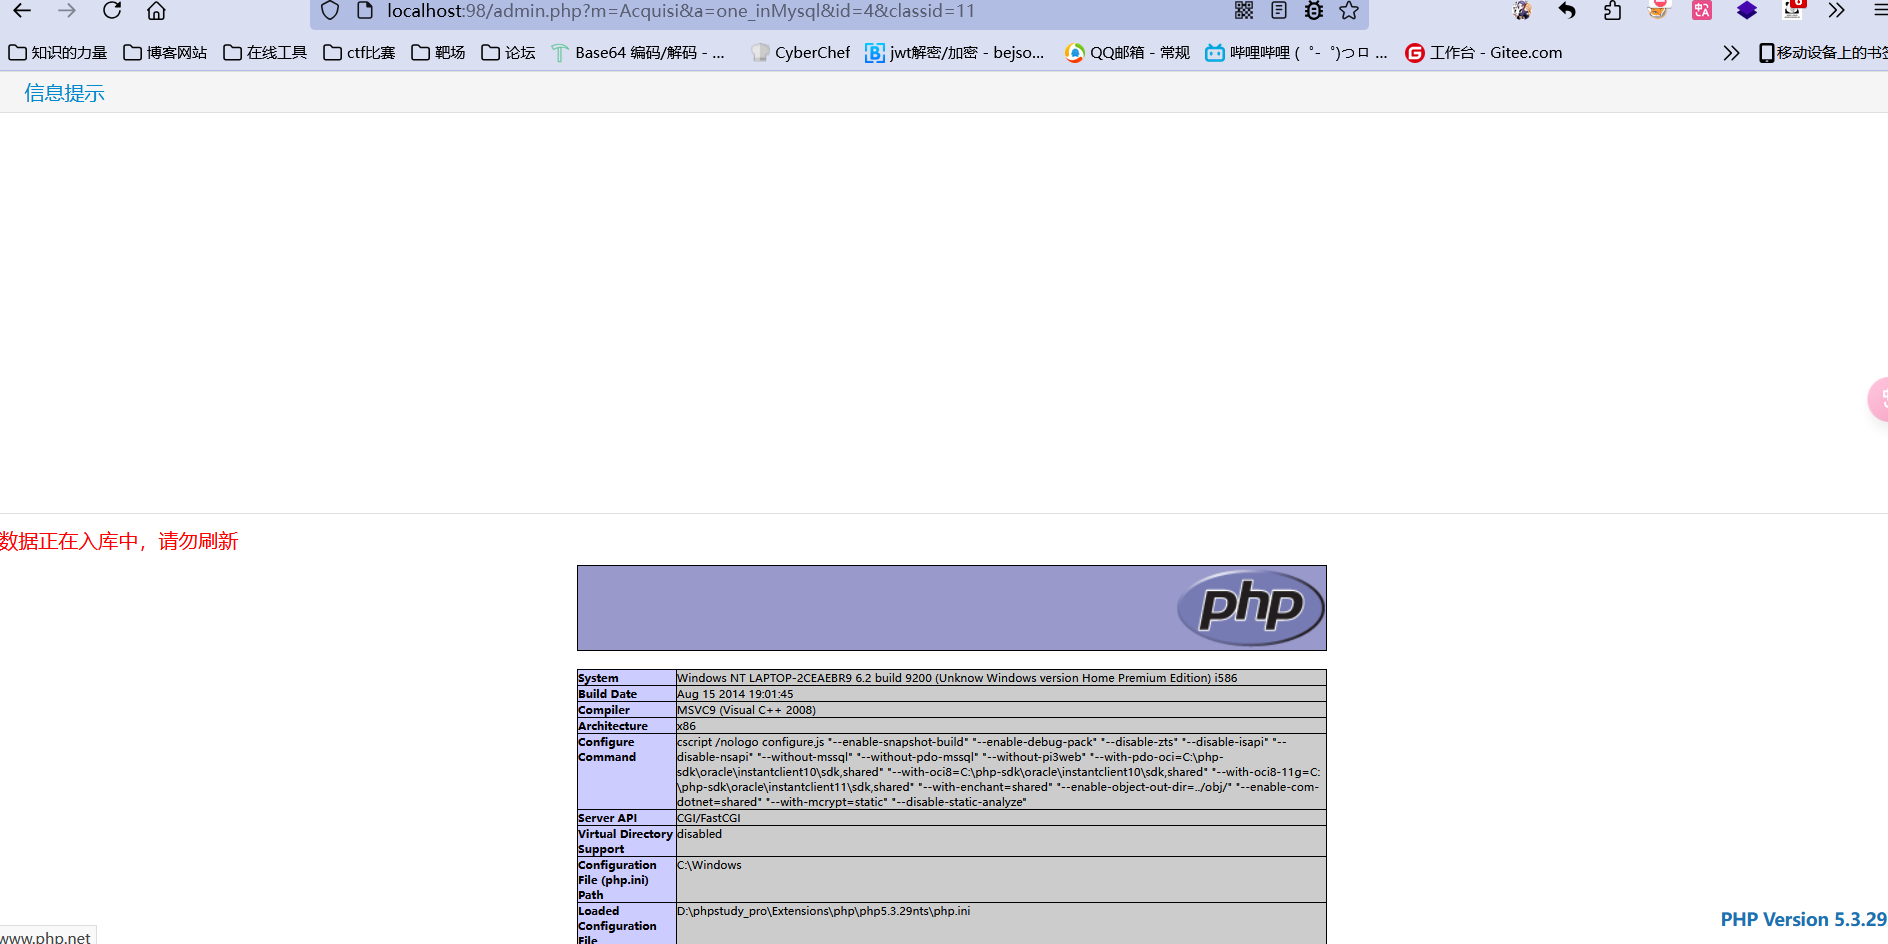 localhost:98/admin.php?m=Acquisi&a=one_inMysql&id=4&classid=11
知识的力量 博客网站 在线工具 ctf比赛 靶场 论坛 Base64 编码/解码 - ... CyberChef jwt解密/加密 - bejso... QQ邮箱 - 常规 哔哩哔哩 ( ゜- ゜)つロ ... 工作台 - Gitee.com 移动设备上的书签
信息提示
数据正在入库中，请勿刷新
php
System Windows NT LAPTOP-2CEAEBR9 6.2 build 9200 (Unknow Windows version Home Premium Edition) i586
Build Date Aug 15 2014 19:01:45
Compiler MSVC9 (Visual C++ 2008)
Architecture x86
Configure Command cscript /nologo configure.js "--enable-snapshot-build" "--enable-debug-pack" "--disable-zts" "--disable-isapi" "--
disable-nsapi" "--without-mssql" "--without-pdo-mssql" "--without-pi3web" "--with-pdo-oci=C:\php-
sdk\oracle\instantclient10\sdk,shared" "--with-oci8=C:\php-sdk\oracle\instantclient10\sdk,shared" "--with-oci8-11g=C:
\php-sdk\oracle\instantclient11\sdk,shared" "--with-enchant=shared" "--enable-object-out-dir=../obj/" "--enable-com-
dotnet=shared" "--with-mcrypt=static" "--disable-static-analyze"
Server API CGI/FastCGI
Virtual Directory Support disabled
Configuration File (php.ini) Path C:\Windows
Loaded Configuration File D:\phpstudy_pro\Extensions\php\php5.3.29nts\php.ini
PHP Version 5.3.29
www.php.net